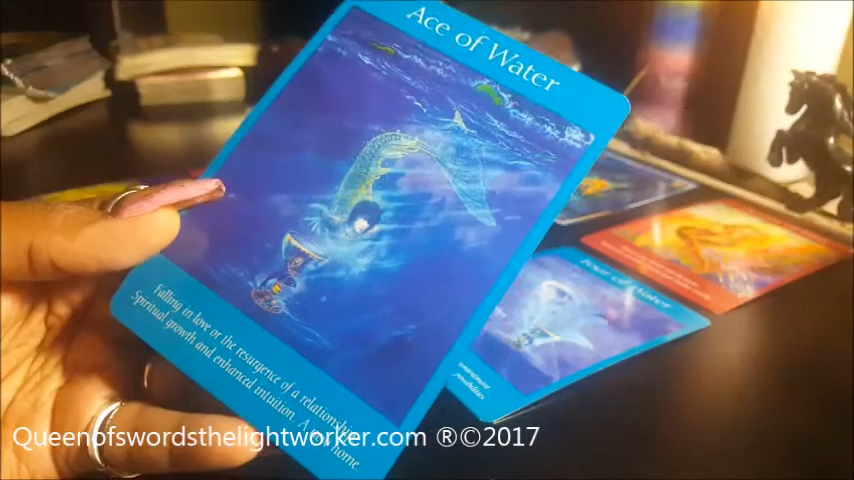 Ace of Water
Falling in love or the resurgence of a relationship.
Spiritual growth and enhanced intuition. A new home
Four of Water
Queenofswordsthelightworker.com ®©2017